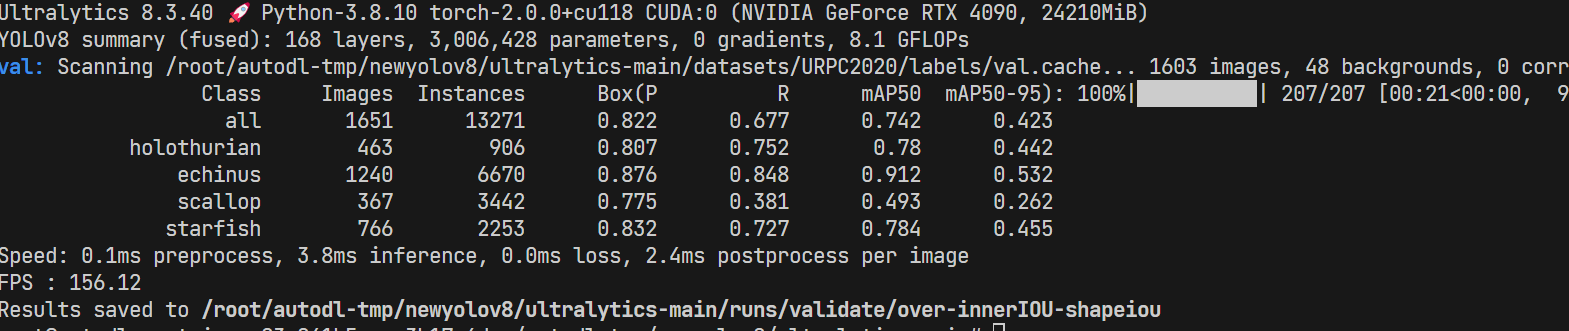 Ultralytics 8.3.40 🚀 Python-3.8.10 torch-2.0.0+cu118 CUDA:0 (NVIDIA GeForce RTX 4090, 24210MiB)
YOLOv8 summary (fused): 168 layers, 3,006,428 parameters, 0 gradients, 8.1 GFLOPs
val: Scanning /root/autodl-tmp/newyolov8/ultralytics-main/datasets/URPC2020/labels/val.cache... 1603 images, 48 backgrounds, 0 corr
Class Images Instances Box(P R mAP50 mAP50-95): 100%|██████████| 207/207 [00:21<00:00, 9
all 1651 13271 0.822 0.677 0.742 0.423
holothurian 463 906 0.807 0.752 0.78 0.442
echinus 1240 6670 0.876 0.848 0.912 0.532
scallop 367 3442 0.775 0.381 0.493 0.262
starfish 766 2253 0.832 0.727 0.784 0.455
Speed: 0.1ms preprocess, 3.8ms inference, 0.0ms loss, 2.4ms postprocess per image
FPS : 156.12
Results saved to /root/autodl-tmp/newyolov8/ultralytics-main/runs/validate/over-innerIOU-shapeiou